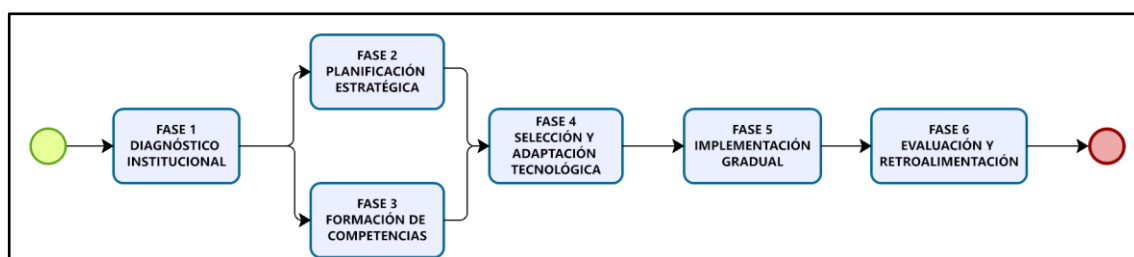 FASE 1
DIAGNÓSTICO
INSTITUCIONAL
FASE 2
PLANIFICACIÓN
ESTRATÉGICA
FASE 3
FORMACIÓN DE
COMPETENCIAS
FASE 4
SELECCIÓN Y
ADAPTACIÓN
TECNOLÓGICA
FASE 5
IMPLEMENTACIÓN
GRADUAL
FASE 6
EVALUACIÓN Y
RETROALIMENTACIÓN